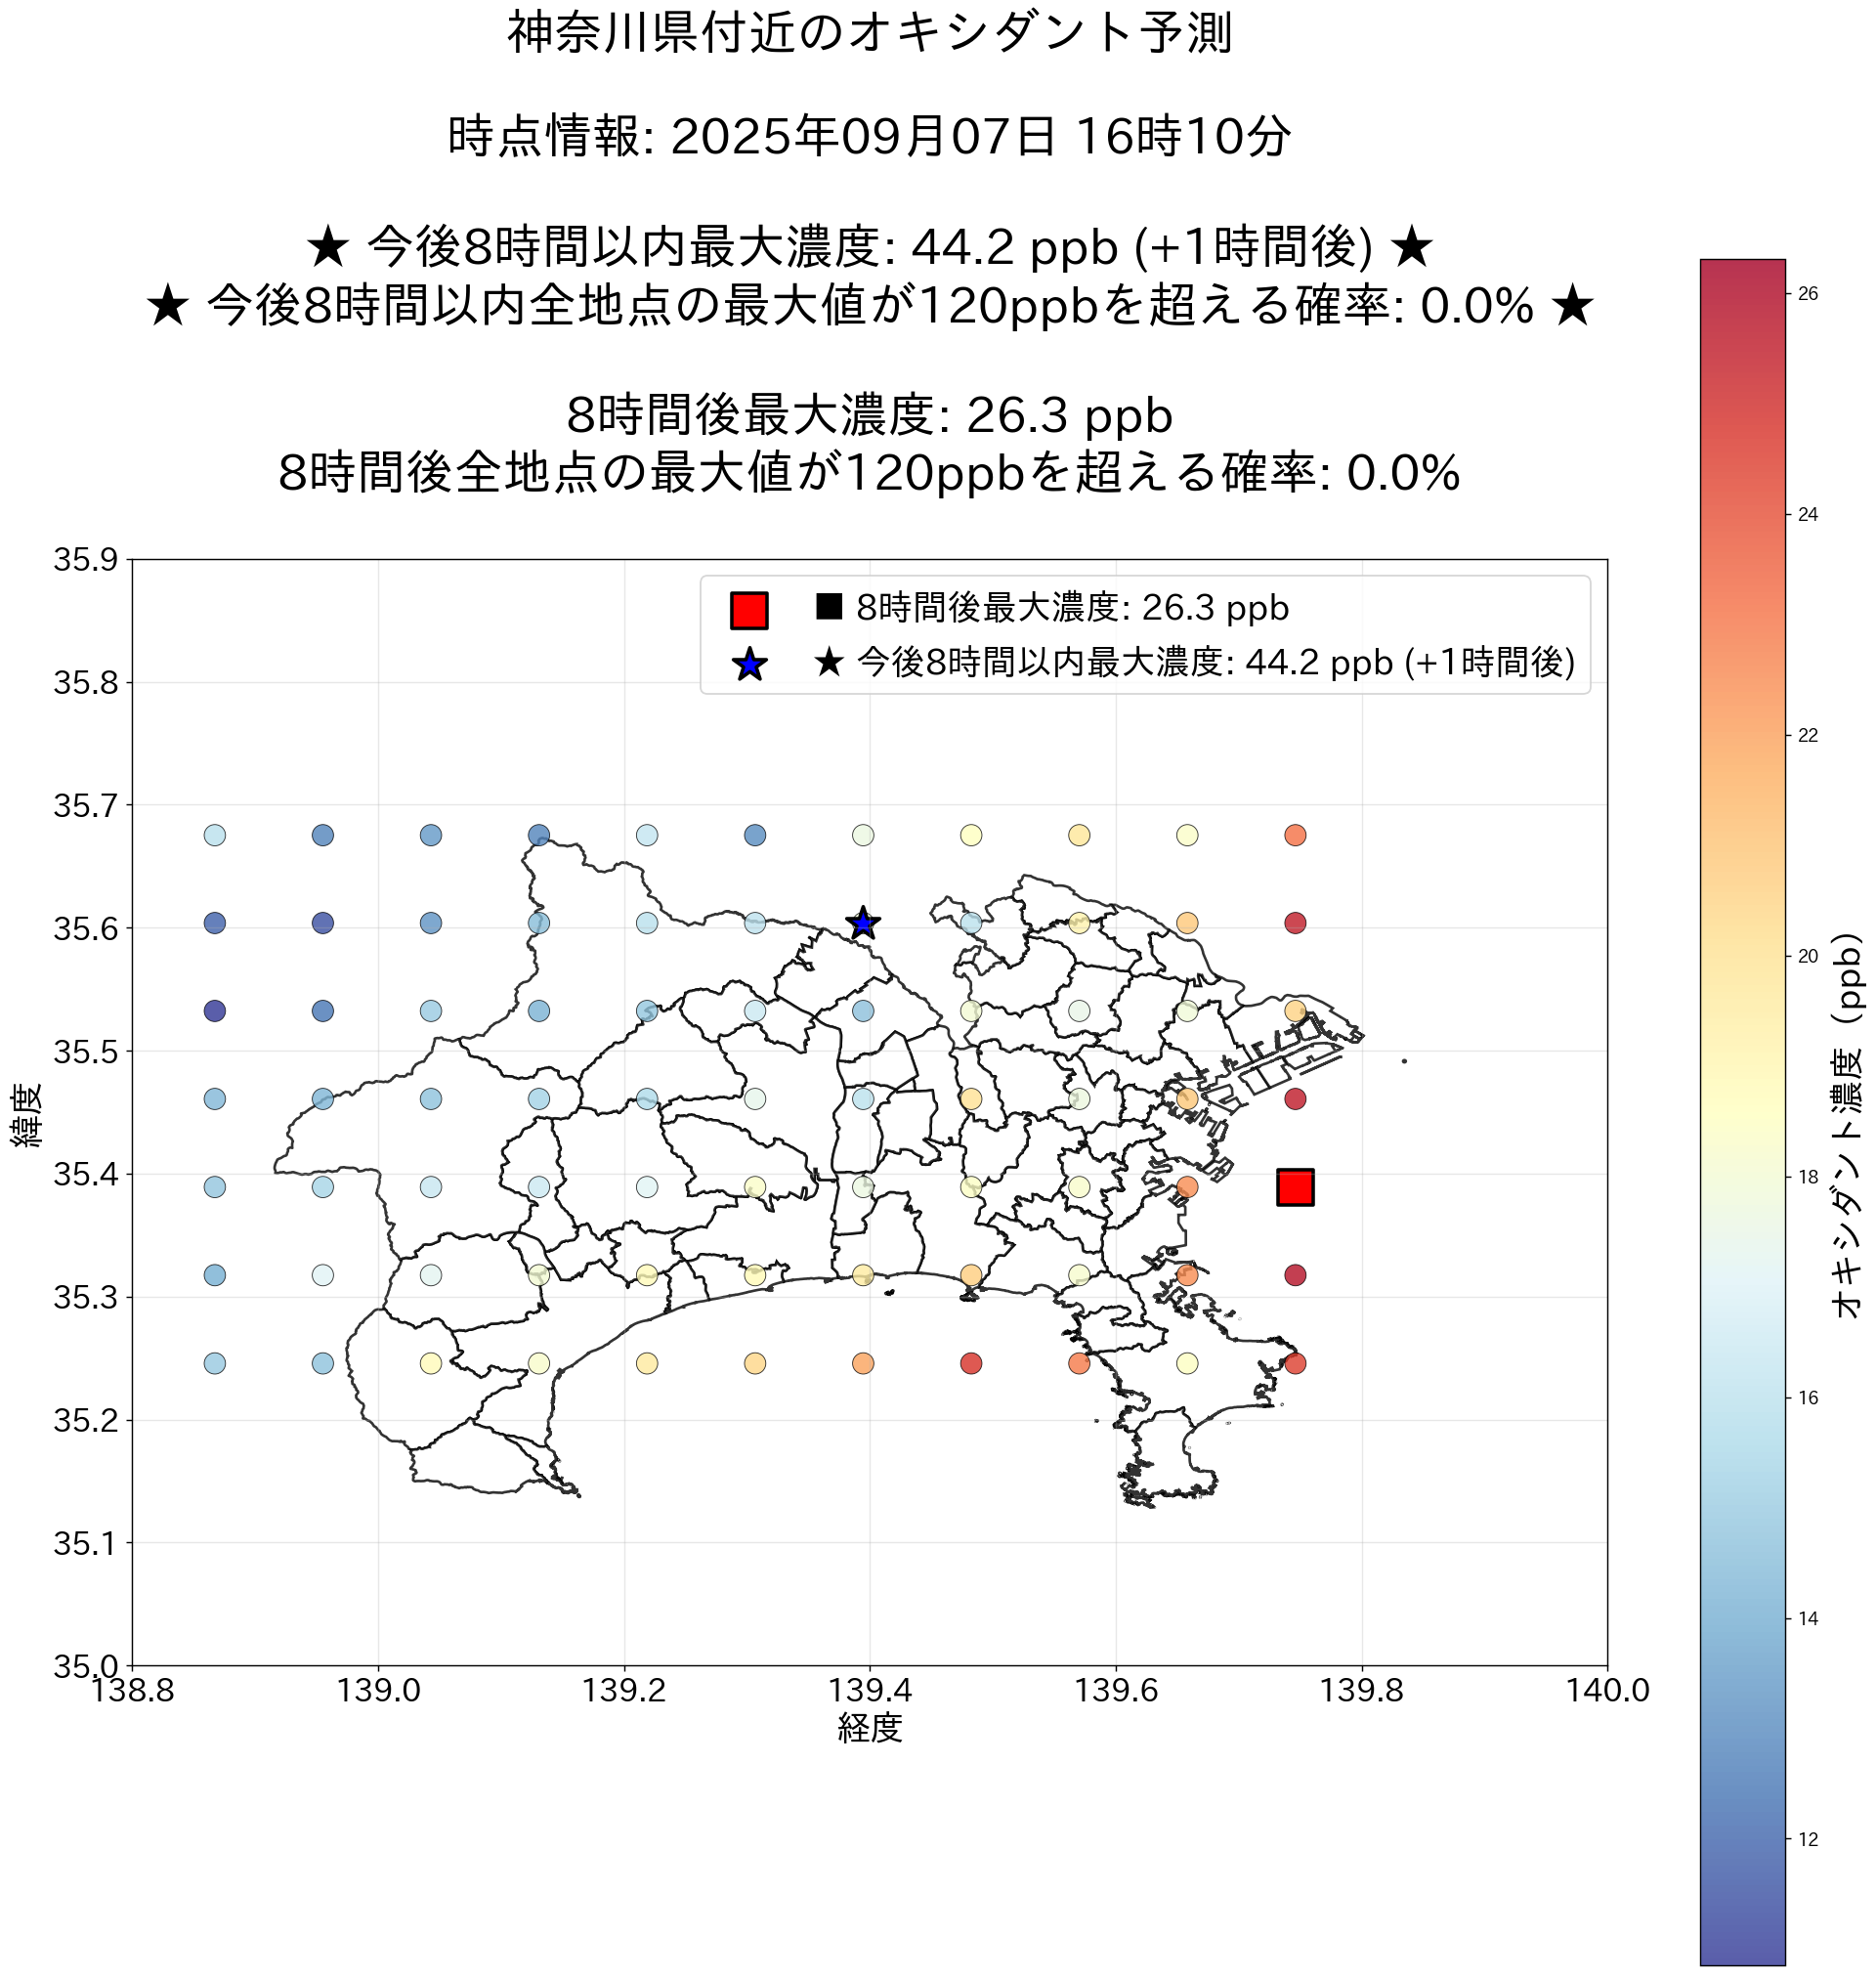 神奈川県付近のオキシダント予測
時点情報: 2025年09月07日 16時10分
★ 今後8時間以内最大濃度: 44.2 ppb (+1時間後) ★
★ 今後8時間以内全地点の最大値が120ppbを超える確率: 0.0% ★
8時間後最大濃度: 26.3 ppb
8時間後全地点の最大値が120ppbを超える確率: 0.0%
■ 8時間後最大濃度: 26.3 ppb
★ 今後8時間以内最大濃度: 44.2 ppb (+1時間後)
緯度
35.9
35.8
35.7
35.6
35.5
35.4
35.3
35.2
35.1
35.0
138.8
139.0
139.2
139.4
139.6
139.8
140.0
経度
26
24
22
20
18
16
14
12
オキシダント濃度（ppb）